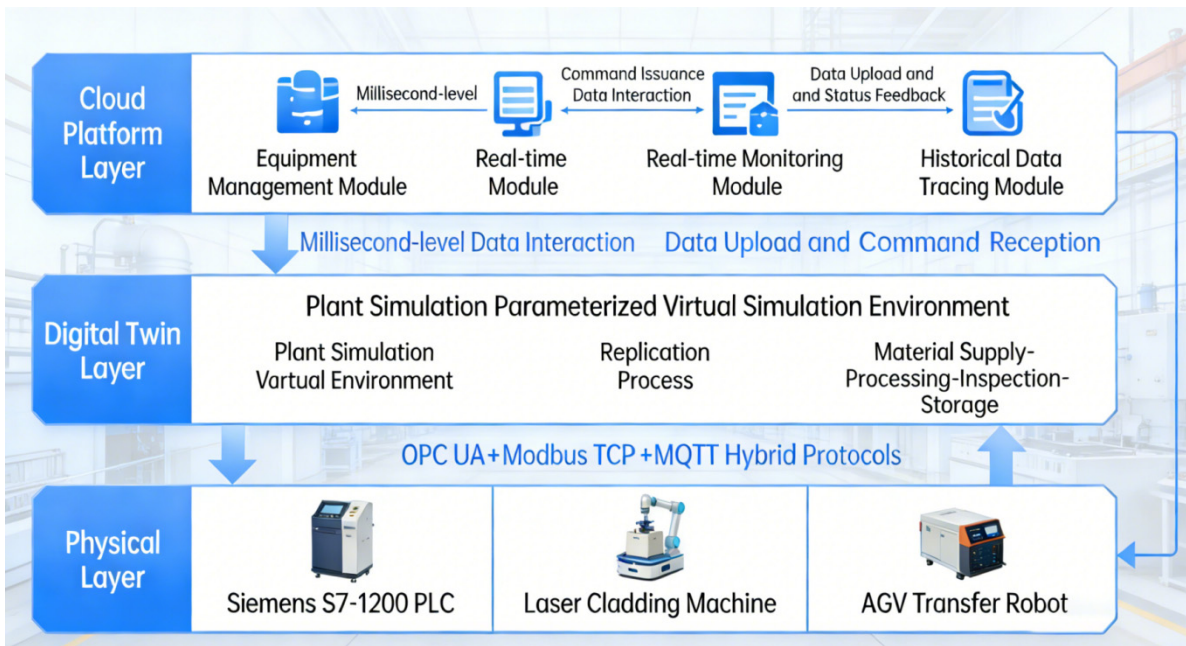 Cloud
Platform
Layer
Millisecond-level
Command Issuance
Data Interaction
Data Upload and
and Status Feedback
Equipment
Management Module
Real-time
Module
Real-time Monitoring
Module
Historical Data
Tracing Module
Millisecond-level Data Interaction
Data Upload and Command Reception
Digital Twin
Layer
Plant Simulation Parameterized Virtual Simulation Environment
Plant Simulation
Vartual Environment
Replication
Process
Material Supply-
Processing-Inspection-
Storage
OPC UA+Modbus TCP +MQTT Hybrid Protocols
Physical
Layer
Siemens S7-1200 PLC
Laser Cladding Machine
AGV Transfer Robot